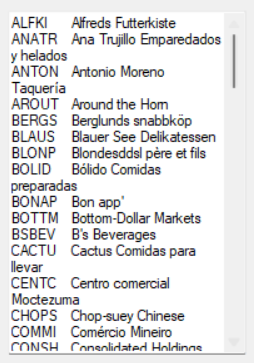 ALFKI Alfreds Futterkiste
ANATR Ana Trujillo Emparedados
y helados
ANTON Antonio Moreno
Taquería
AROUT Around the Horn
BERGS Berglunds snabbköp
BLAUS Blauer See Delikatessen
BLONP Blondesddsl père et fils
BOLID Bólido Comidas
preparadas
BONAP Bon app'
BOTTM Bottom-Dollar Markets
BSBEV B's Beverages
CACTU Cactus Comidas para
llevar
CENTC Centro comercial
Moctezuma
CHOPS Chop-suey Chinese
COMMI Comércio Mineiro
CONSH Consolidated Holdings